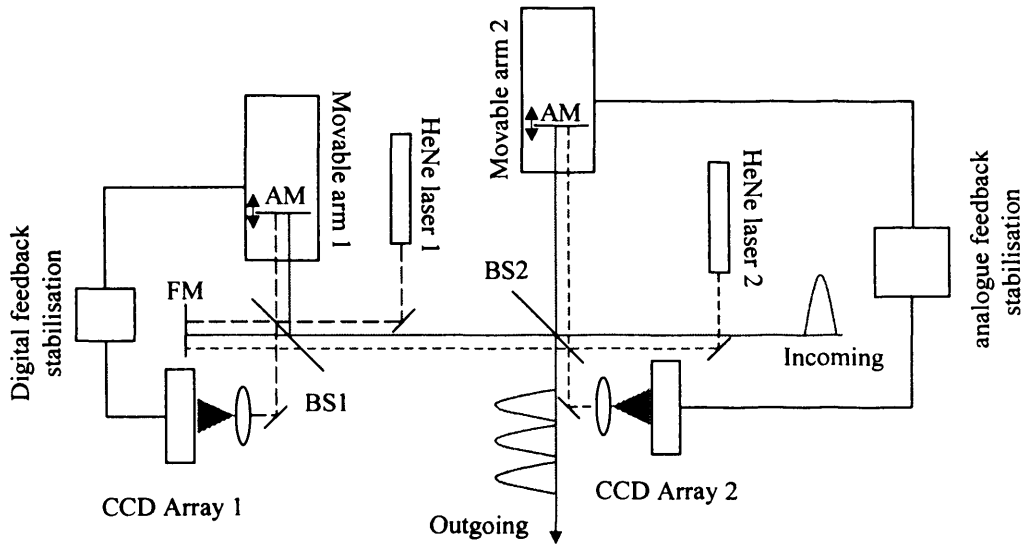 Movable arm 2
AM
Movable arm 1
AM
HeNe laser 1
HeNe laser 2
analogue feedback
stabilisation
BS2
FM
Incoming
Digital feedback
stabilisation
BS1
CCD Array 1
CCD Array 2
Outgoing